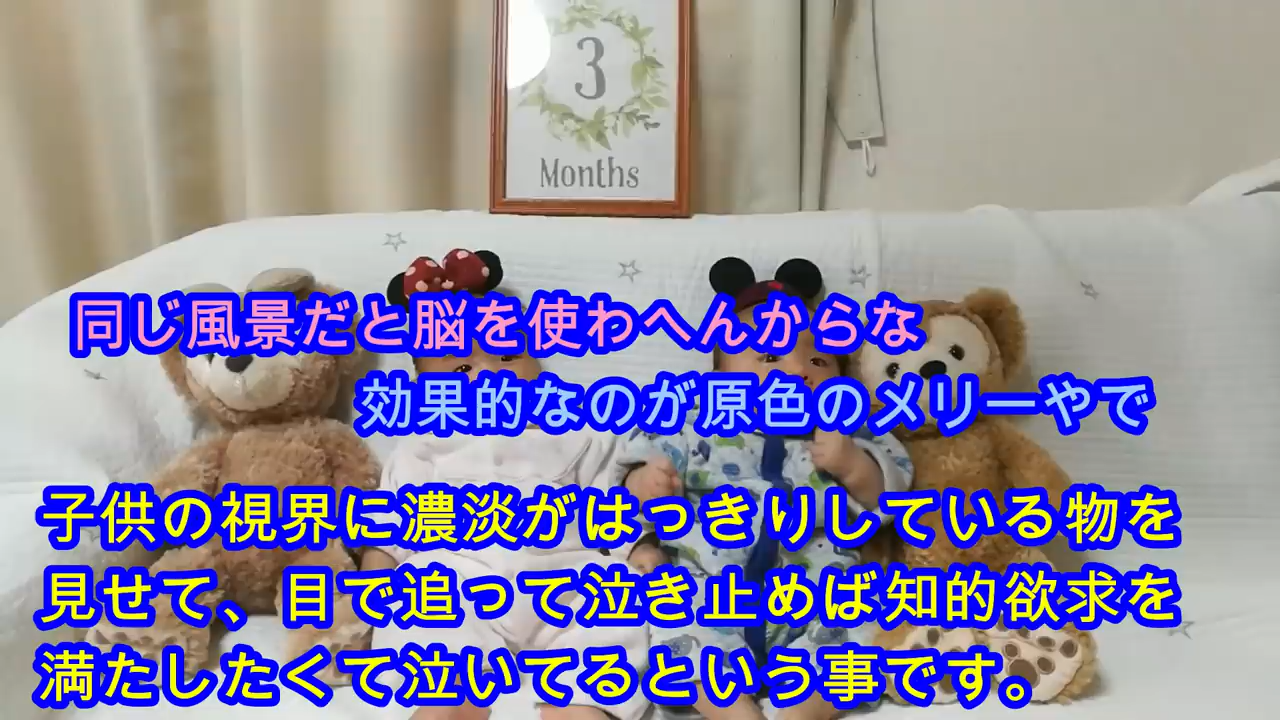 3
Months
同じ風景だと脳を使わへんからな
効果的なのが原色のメリーやで
子供の視界に濃淡がはっきりしている物を
見せて、目で追って泣き止めば知的欲求を
満たしたくて泣いてるという事です。